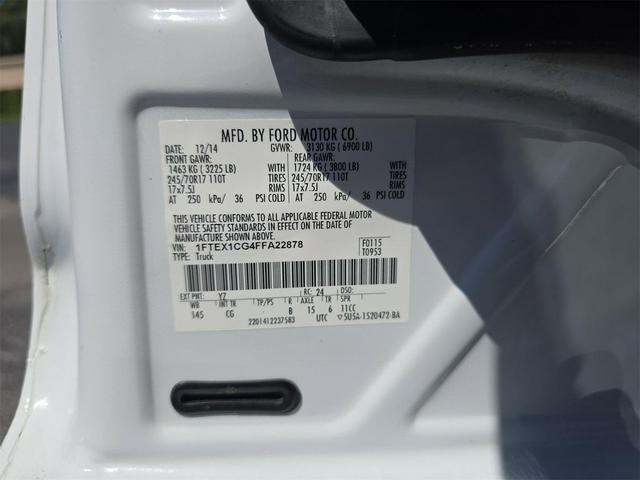 MFD. BY FORD MOTOR CO.
DATE: 12/14 GVWR: 3130 KG ( 6900 LB)
FRONT GAWR: REAR GAWR:
1463 KG ( 3225 LB) WITH 1724 KG ( 3800 LB) WITH
245/70R17 110T TIRES 245/70R17 110T TIRES
17x7.5J RIMS 17x7.5J RIMS
AT 250 kPa/ 36 PSI COLD AT 250 kPa/ 36 PSI COLD
THIS VEHICLE CONFORMS TO ALL APPLICABLE FEDERAL MOTOR
VEHICLE SAFETY STANDARDS IN EFFECT ON THE DATE OF
MANUFACTURE SHOWN ABOVE.
VIN: 1FTEX1CG4FFA22878 F0115
TYPE: Truck T0953
EXT PNT: YZ RC: 24 DSO:
WB INT TR TP/PS R AXLE TR SPR
145 CG B 15 6 11CC
2201412237583 UTC ▽5U5A-1520472-BA